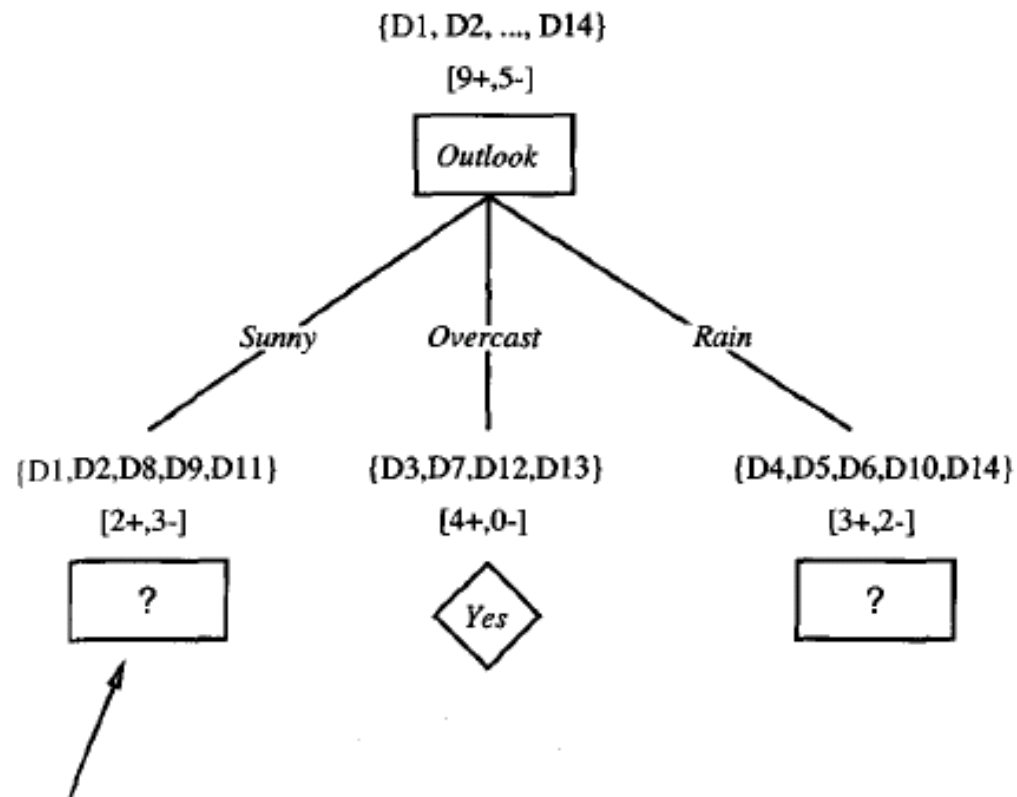 {D1, D2, ..., D14}
[9+,5-]
Outlook
Sunny Overcast Rain
{D1,D2,D8,D9,D11} {D3,D7,D12,D13} {D4,D5,D6,D10,D14}
[2+,3-] [4+,0-] [3+,2-]
? Yes ?